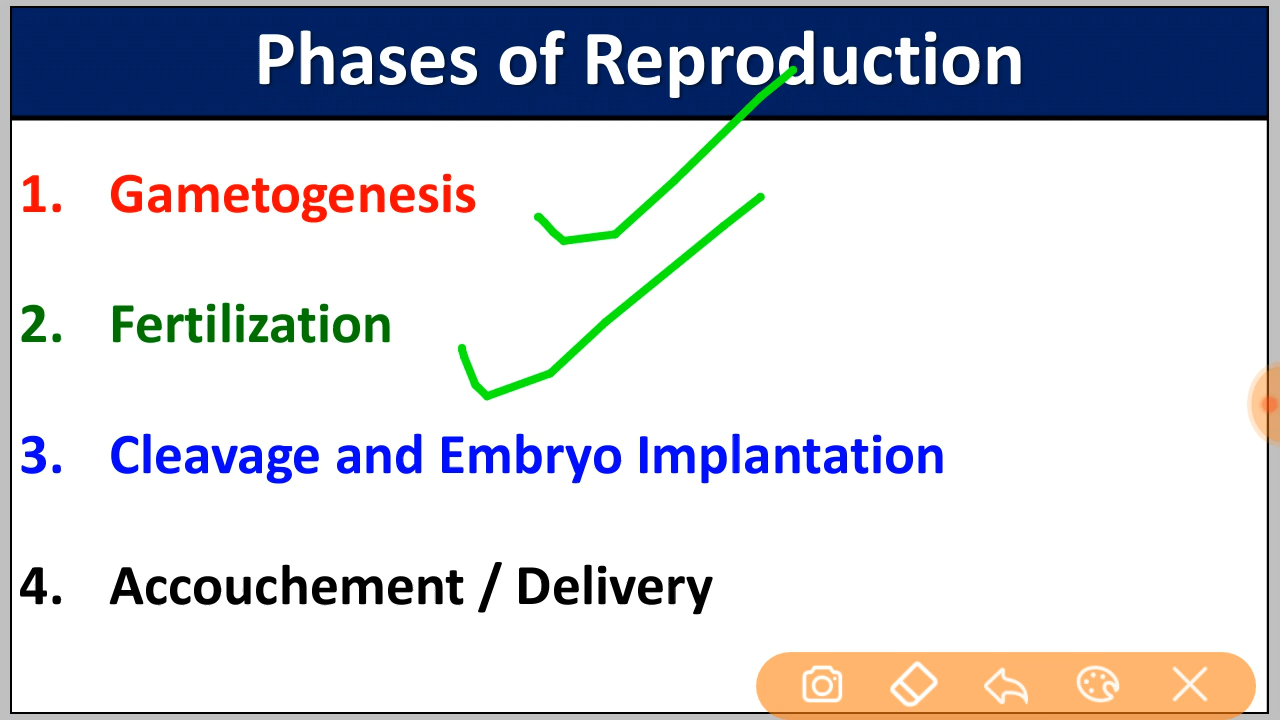 Phases of Reproduction
1. Gametogenesis
2. Fertilization
3. Cleavage and Embryo Implantation
4. Accouchement / Delivery